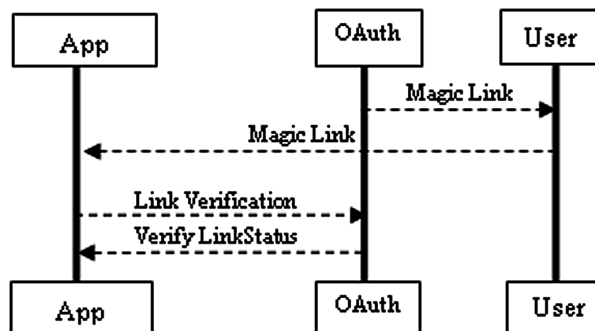 App
OAuth
User
Magic Link
Magic Link
Link Verification
Verify LinkStatus
App
OAuth
User